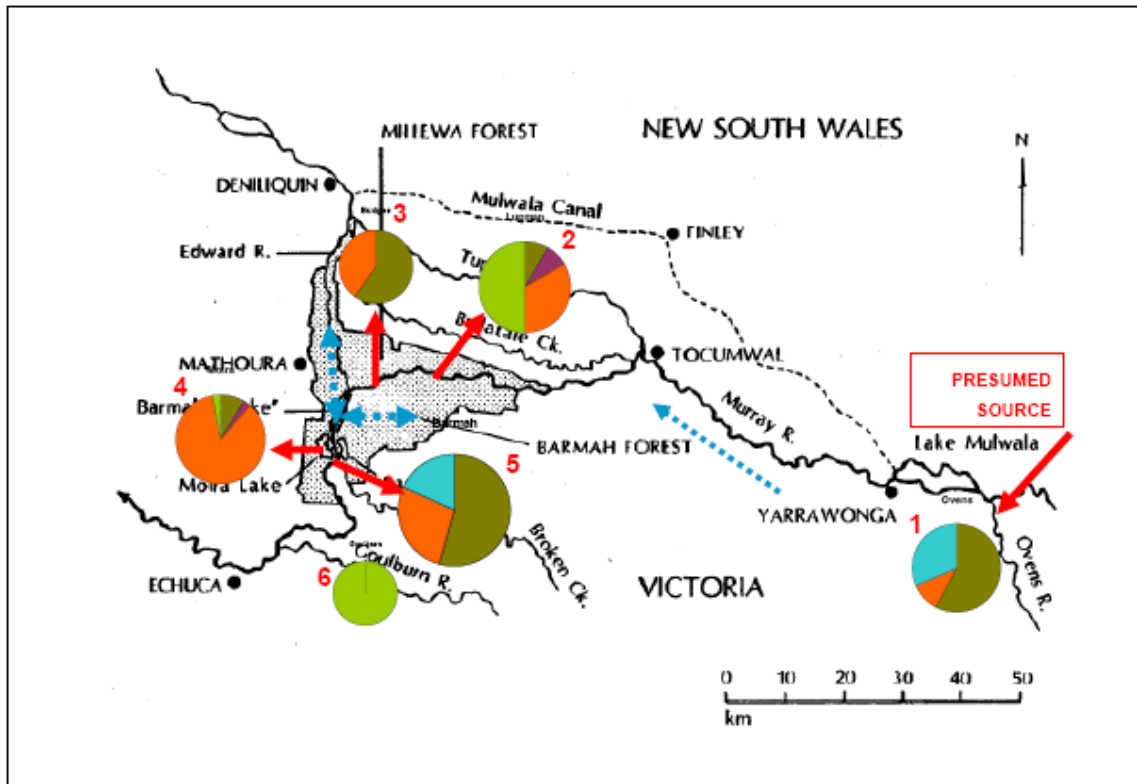 MILLEWA FOREST
NEW SOUTH WALES
N
DENILIQUIN
Mulwala Canal
3
2
FINLEY
Edward R.
Ck.
TOCUMWAL
MATHOURA
PRESUMED
SOURCE
4
Murray R.
Barmah
Lake Mulwala
BARMAH FOREST
5
Moira Lake
YARRAWONGA
Ovens
1
Broken Ck.
Goulburn R.
Ovens R.
6
ECHUCA
VICTORIA
0 10 20 30 40 50
km